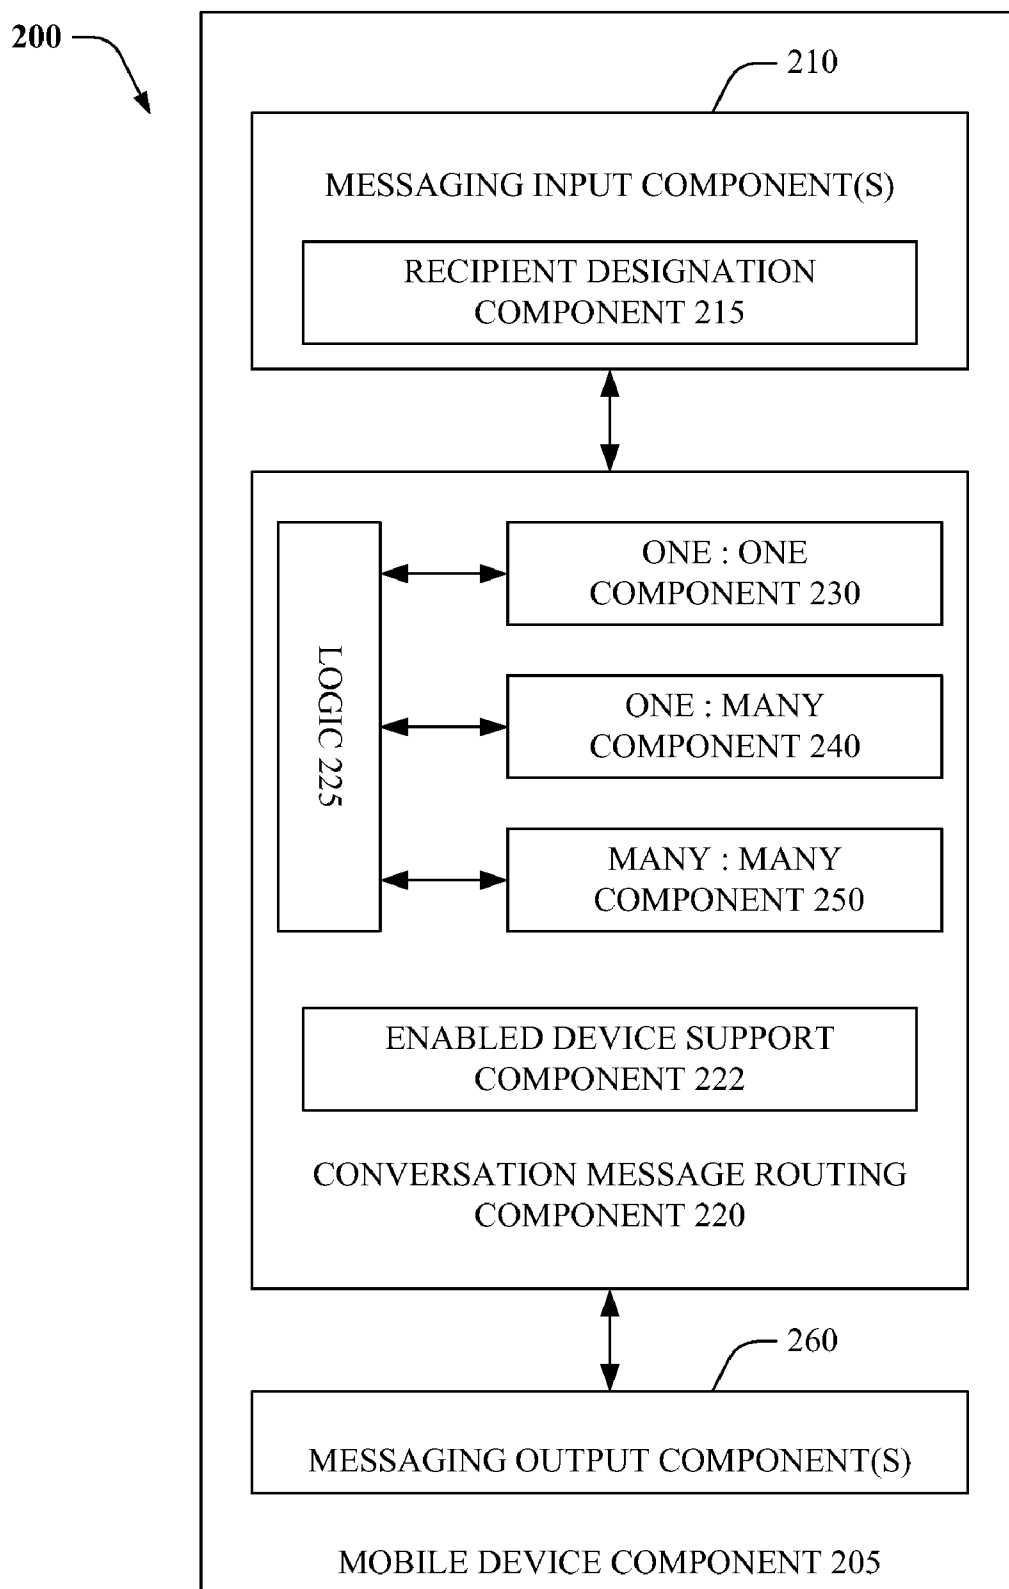 200
210
MESSAGING INPUT COMPONENT(S)
RECIPIENT DESIGNATION
COMPONENT 215
LOGIC 225
ONE : ONE
COMPONENT 230
ONE : MANY
COMPONENT 240
MANY : MANY
COMPONENT 250
ENABLED DEVICE SUPPORT
COMPONENT 222
CONVERSATION MESSAGE ROUTING
COMPONENT 220
260
MESSAGING OUTPUT COMPONENT(S)
MOBILE DEVICE COMPONENT 205